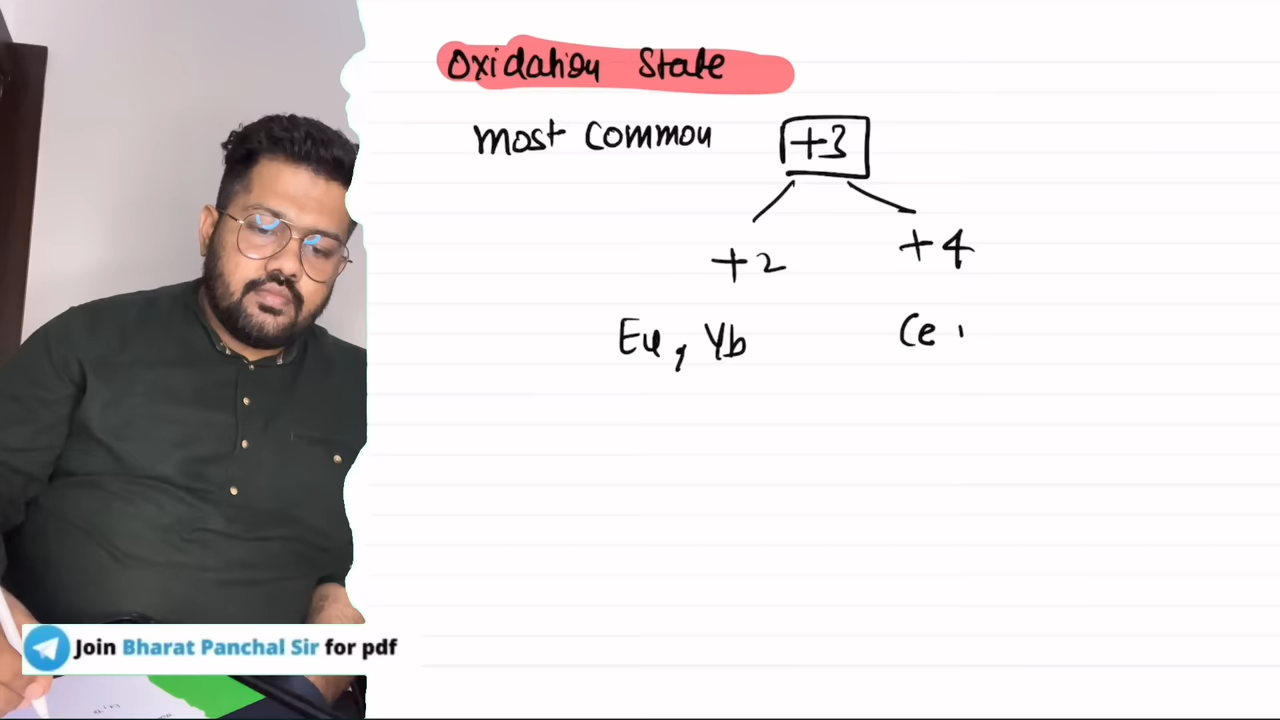 Oxidation State
most common +3
+2 +4
Eu, Yb Ce
Join Bharat Panchal Sir for pdf